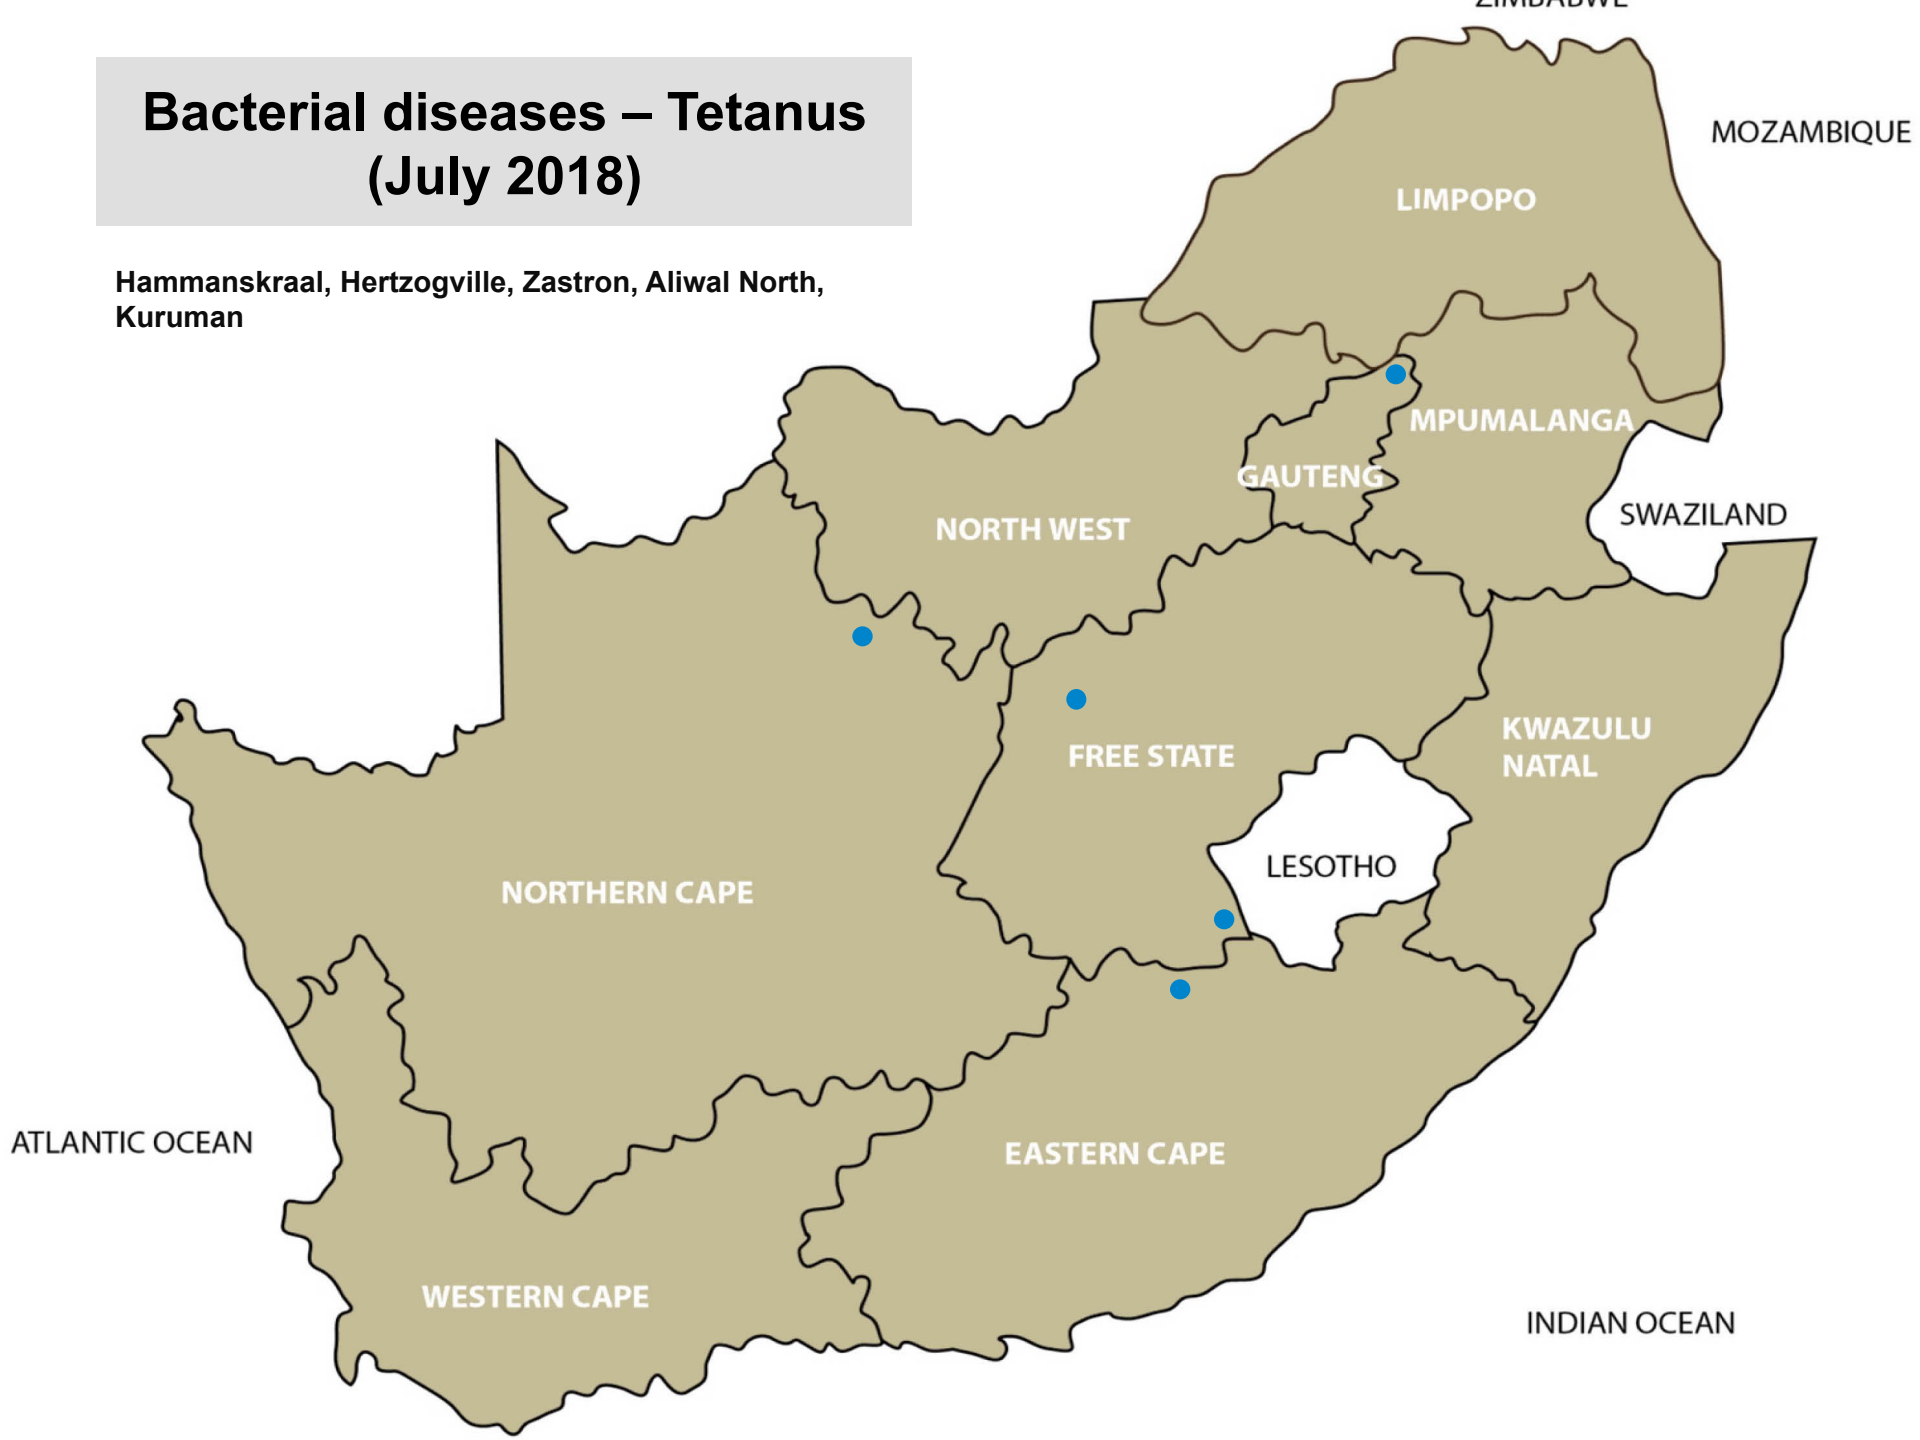 ZIMBABWE
Bacterial diseases – Tetanus
(July 2018)
MOZAMBIQUE
LIMPOPO
Hammanskraal, Hertzogville, Zastron, Aliwal North,
Kuruman
MPUMALANGA
GAUTENG
SWAZILAND
NORTH WEST
KWAZULU
NATAL
FREE STATE
LESOTHO
NORTHERN CAPE
ATLANTIC OCEAN
EASTERN CAPE
WESTERN CAPE
INDIAN OCEAN